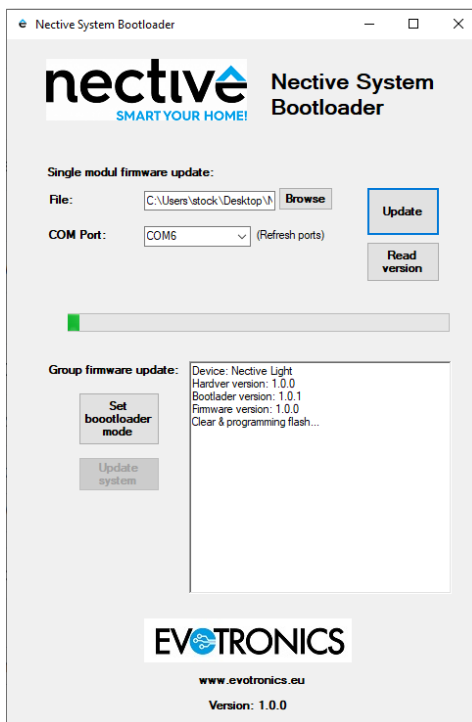 Nective System Bootloader
nective
SMART YOUR HOME!
Nective System
Bootloader
Single modul firmware update:
File:
C:\Users\stock\Desktop\N
Browse
Update
COM Port:
COM6
(Refresh ports)
Read
version
Group firmware update:
Set
boootloader
mode
Update
system
Device: Nective Light
Hardver version: 1.0.0
Bootlader version: 1.0.1
Firmware version: 1.0.0
Clear & programming flash...
EVOTRONICS
www.evotronics.eu
Version: 1.0.0